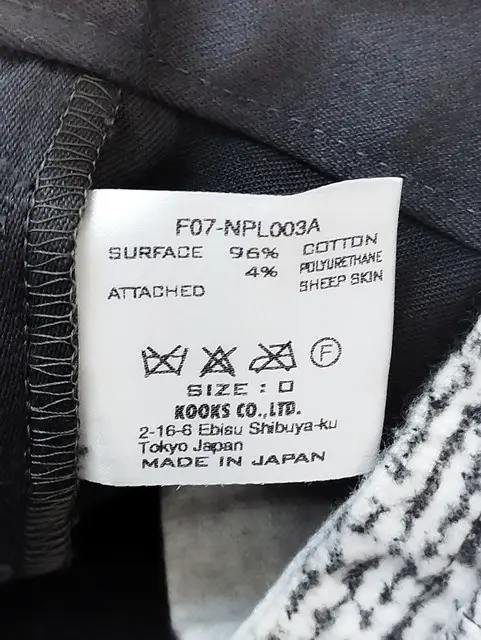 F07-NPL003A
SURFACE 96% COTTON
4% POLYURETHANE
ATTACHED SHEEP SKIN
F
SIZE : 0
KOOKS CO., LTD.
2-16-6 Ebisu Shibuya-ku
Tokyo Japan
MADE IN JAPAN